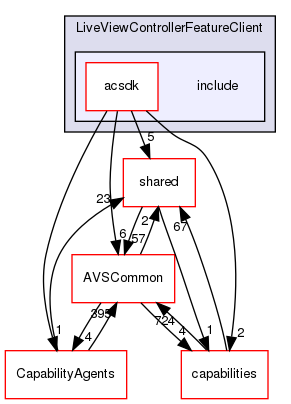 LiveViewControllerFeatureClient
acsdk
include
5
shared
23
2
67
6
57
AVSCommon
395
724
4
1
1
4
2
CapabilityAgents
capabilities